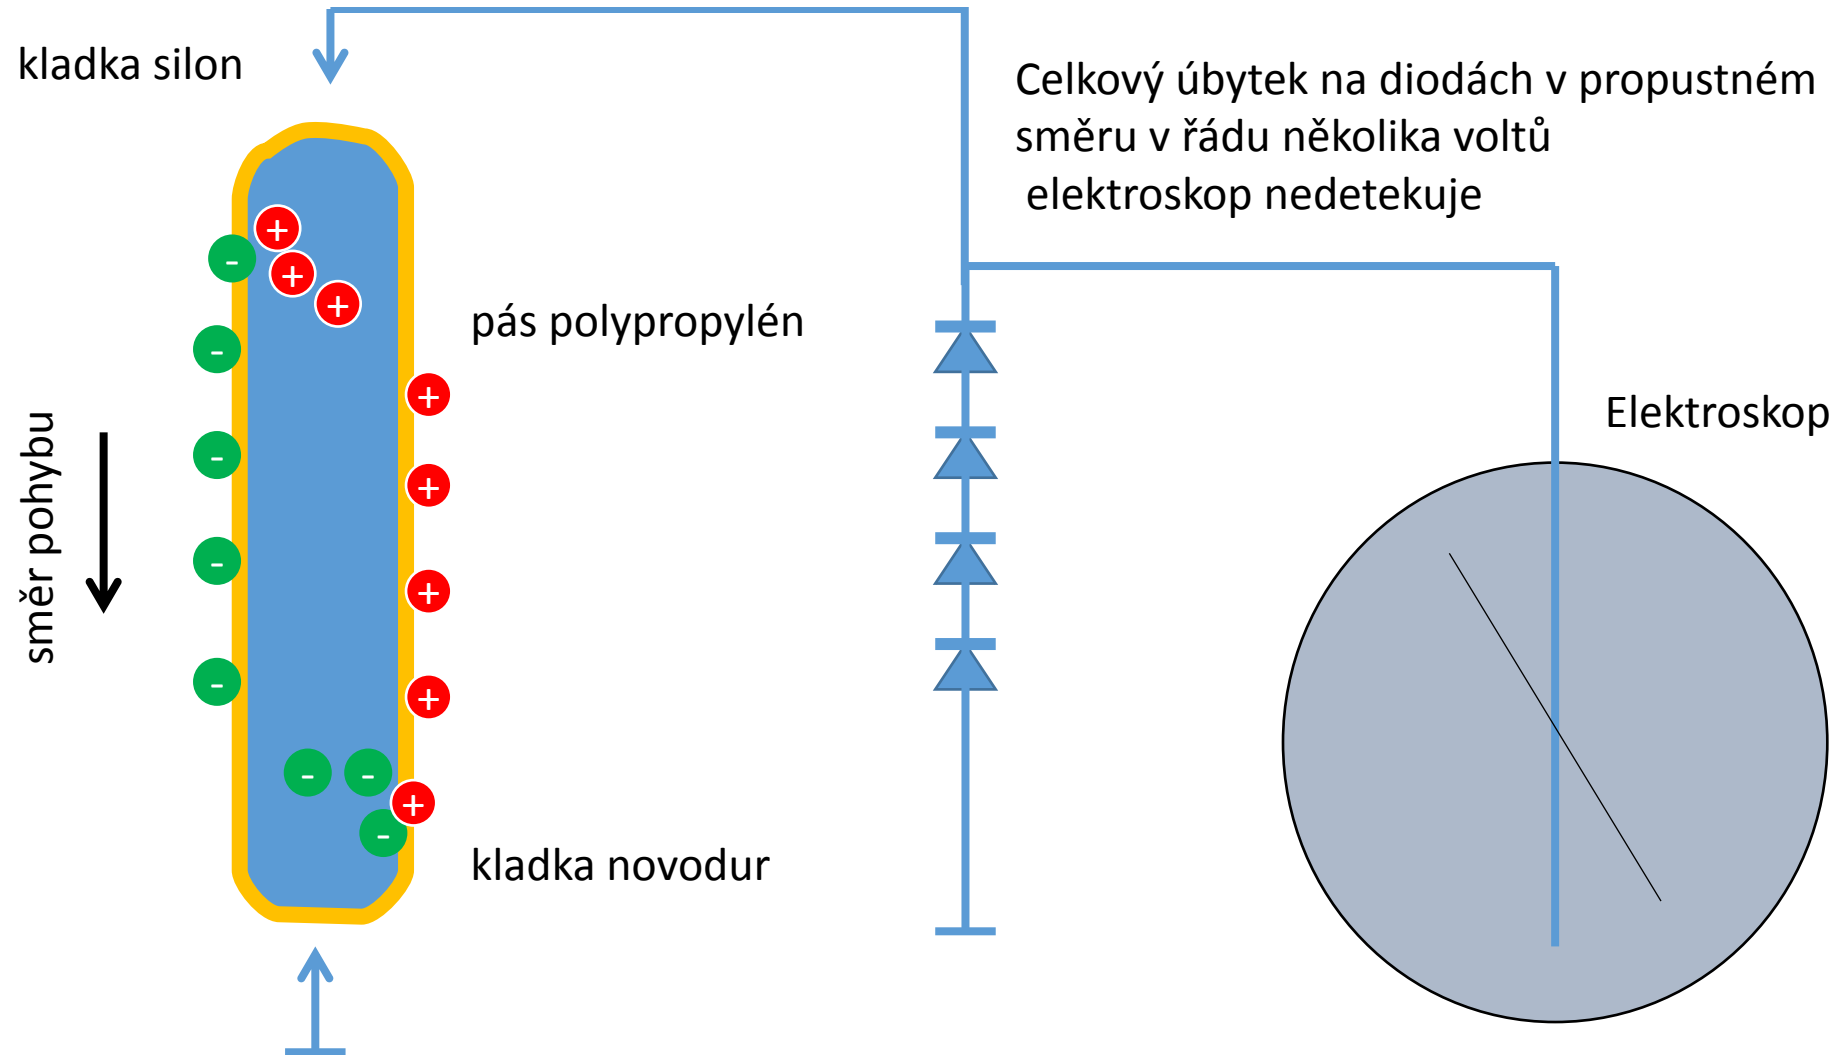 kladka silon
Celkový úbytek na diodách v propustném
směru v řádu několika voltů
elektroskop nedetekuje
+
-
+
+
pás polypropylén
-
+
Elektroskop
směr pohybu
-
+
-
+
-
+
-
-
+
-
kladka novodur